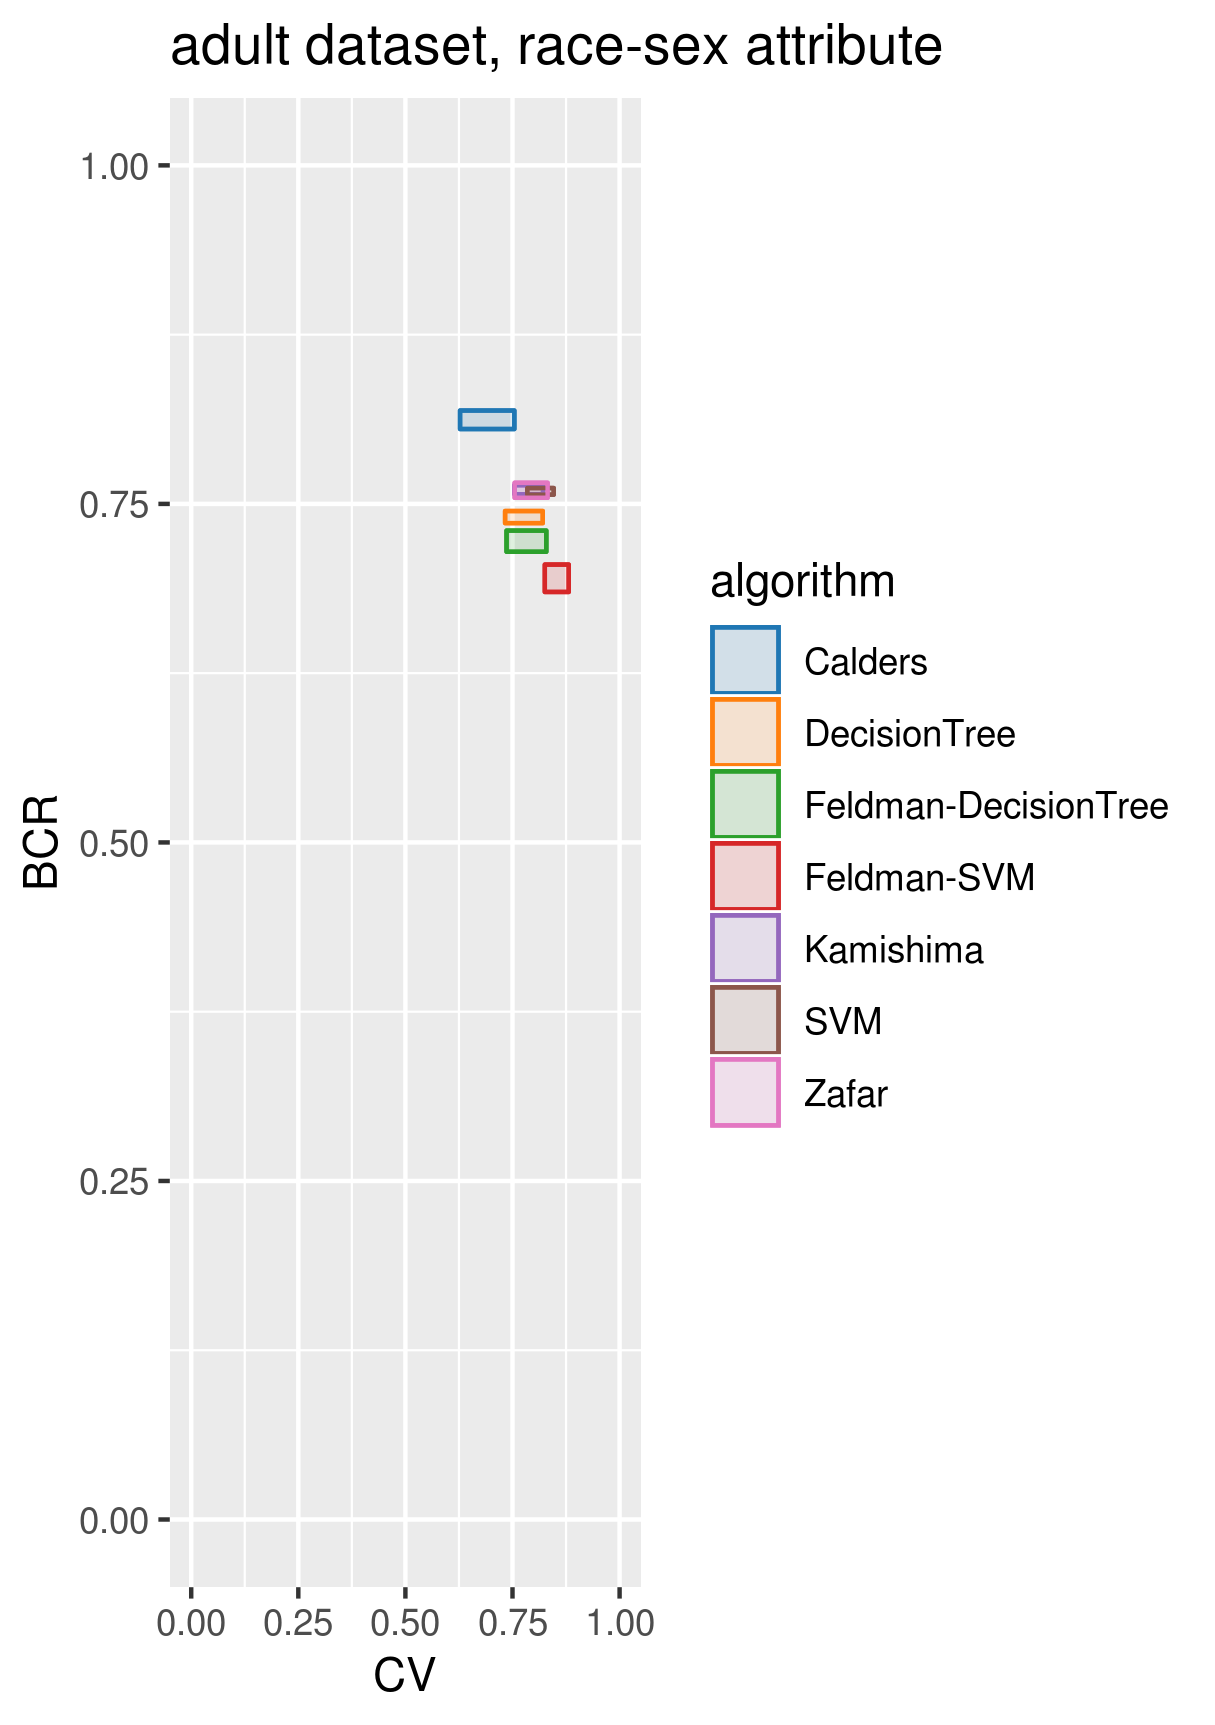 adult dataset, race-sex attribute
1.00
0.75
0.50
0.25
0.00
BCR
0.00 0.25 0.50 0.75 1.00
CV
algorithm
Calders
DecisionTree
Feldman-DecisionTree
Feldman-SVM
Kamishima
SVM
Zafar